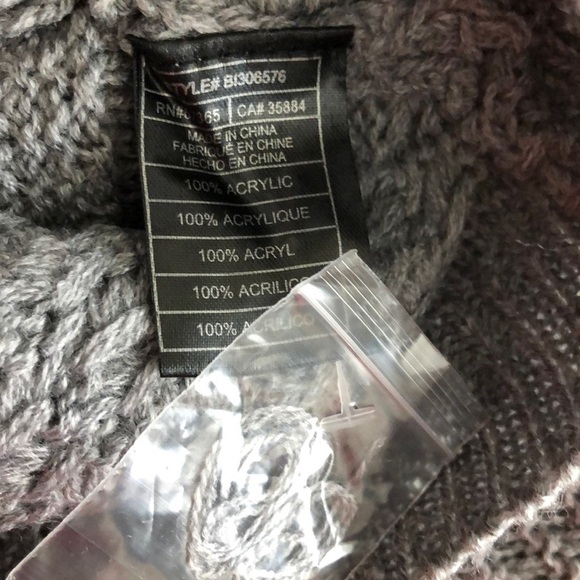 STYLE# BI306576
CA# 35884
MADE IN CHINA
FABRIQUE EN CHINE
HECHO EN CHINA
100% ACRYLIC
100% ACRYLIQUE
100% ACRYL
100% ACRILICO
100% ACRILICO